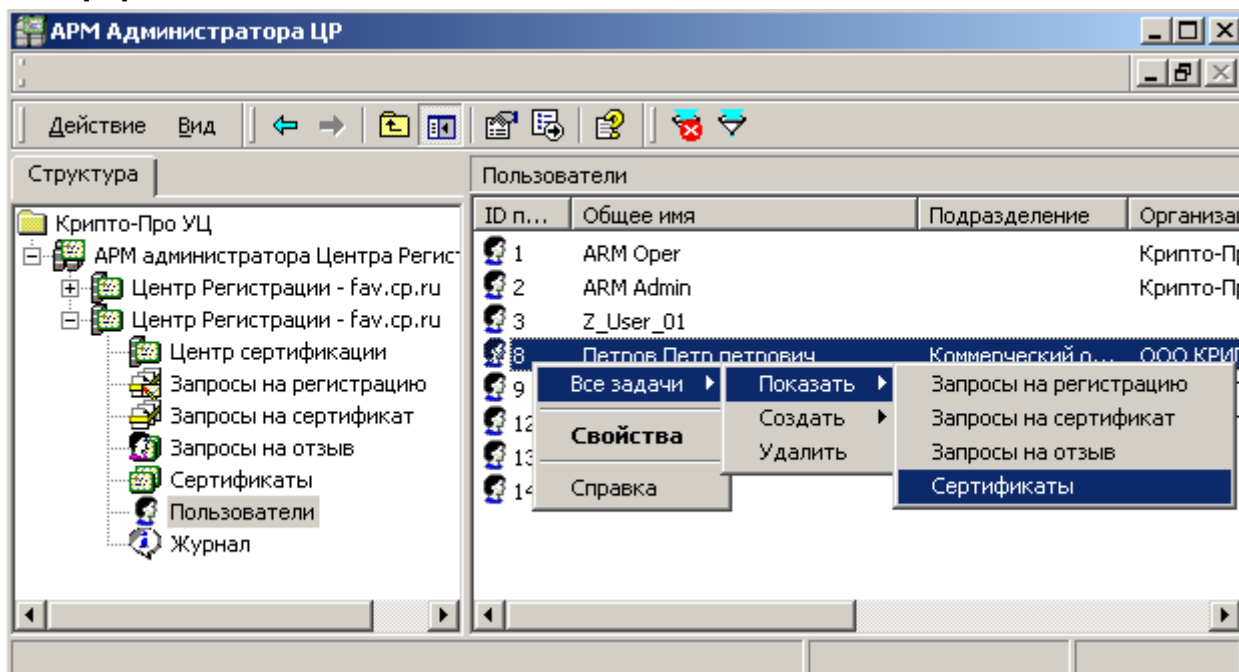 АРМ Администратора ЦР
Действие Вид
Структура
Пользователи
Крипто-Про УЦ
АРМ администратора Центра Регист
Центр Регистрации - fav.cp.ru
Центр Регистрации - fav.cp.ru
Центр сертификации
Запросы на регистрацию
Запросы на сертификат
Запросы на отзыв
Сертификаты
Пользователи
Журнал
ID п... Общее имя Подразделение Организа
1 ARM Oper Крипто-П
2 ARM Admin Крипто-П
3 Z_User_01
8 Петров Петр петрович Коммерческий о... ООО КРИ
9
12
13
14
Все задачи
Свойства
Справка
Показать
Создать
Удалить
Запросы на регистрацию
Запросы на сертификат
Запросы на отзыв
Сертификаты